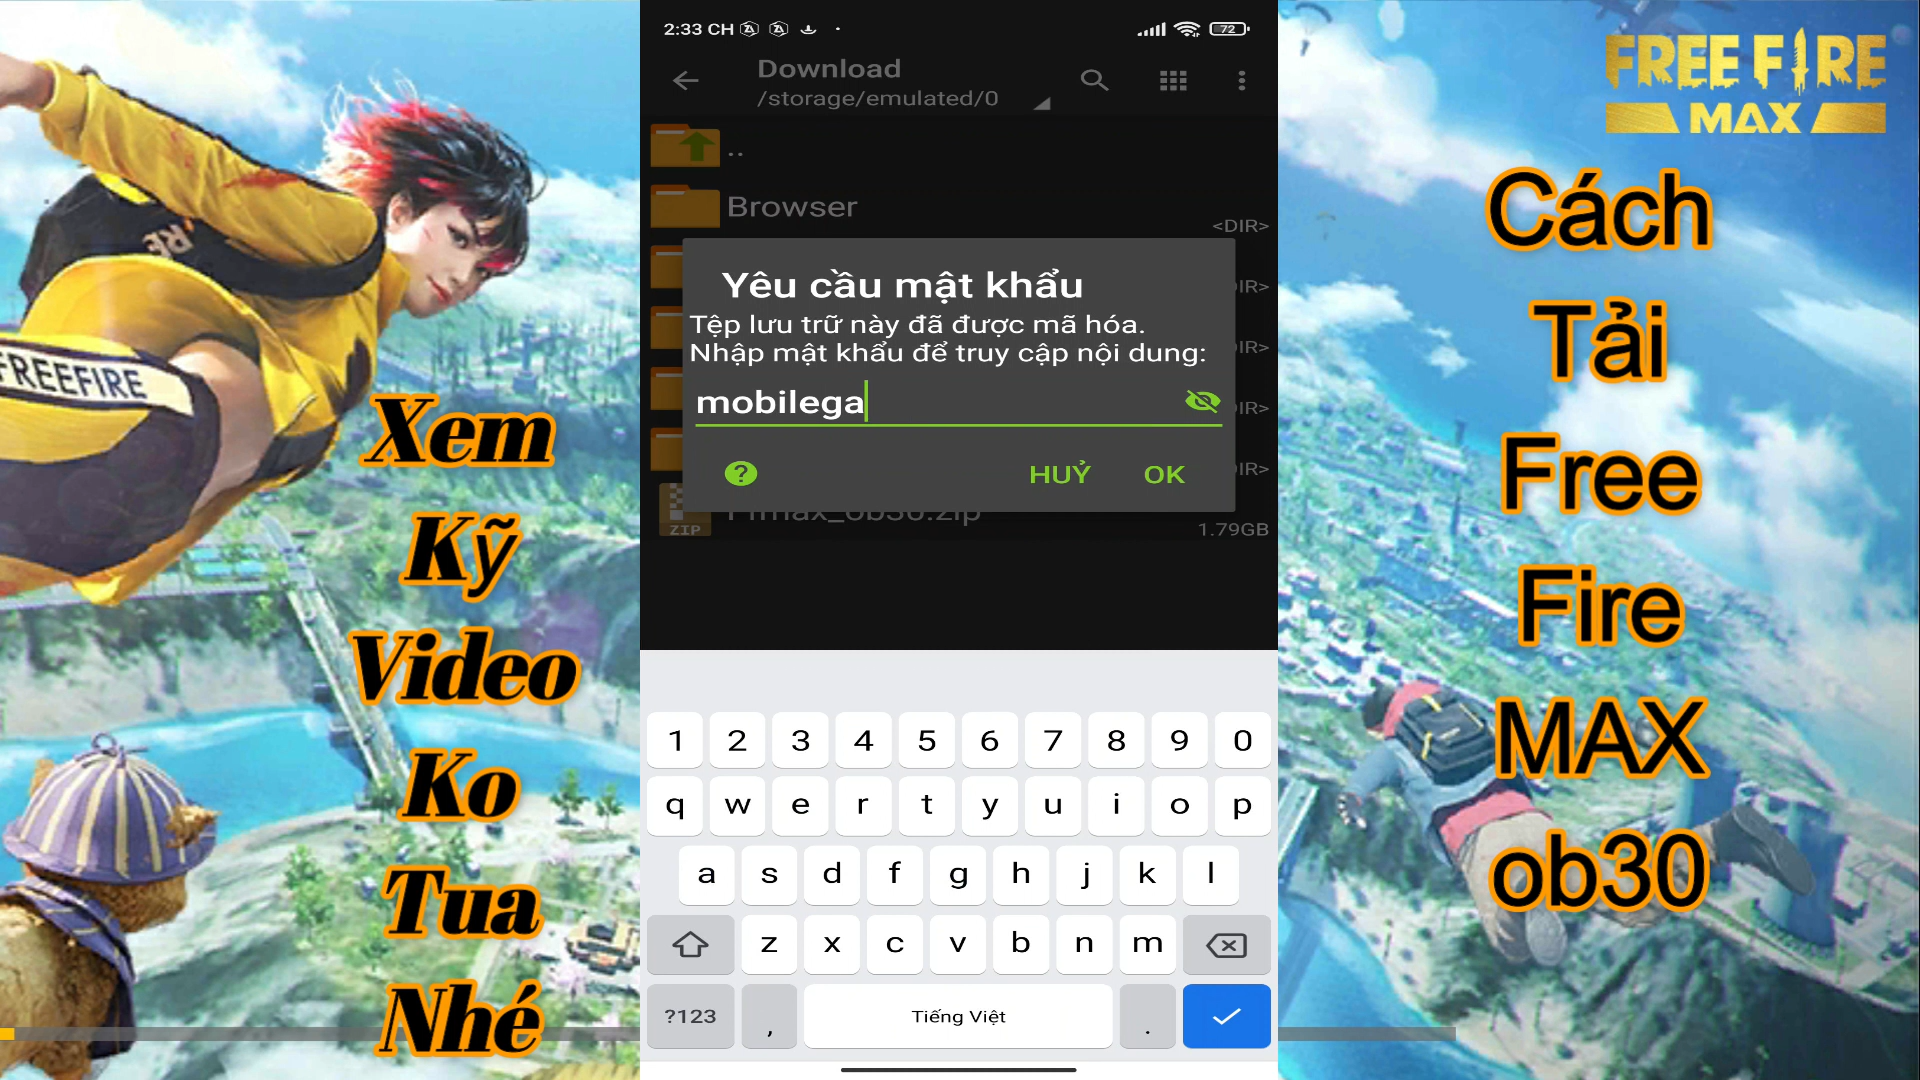 FREEFIRE
Xem
Kỹ
Video
Ko
Tua
Nhé
2:33 CH
72
Download
/storage/emulated/0
..
Browser
<DIR>
Yêu cầu mật khẩu
Tệp lưu trữ này đã được mã hóa.
Nhập mật khẩu để truy cập nội dung:
mobilega
HUỶ OK
ZIP
1.79GB
1 2 3 4 5 6 7 8 9 0
q w e r t y u i o p
a s d f g h j k l
z x c v b n m
?123 , Tiếng Việt .
FREE FIRE
MAX
Cách
Tải
Free
Fire
MAX
ob30